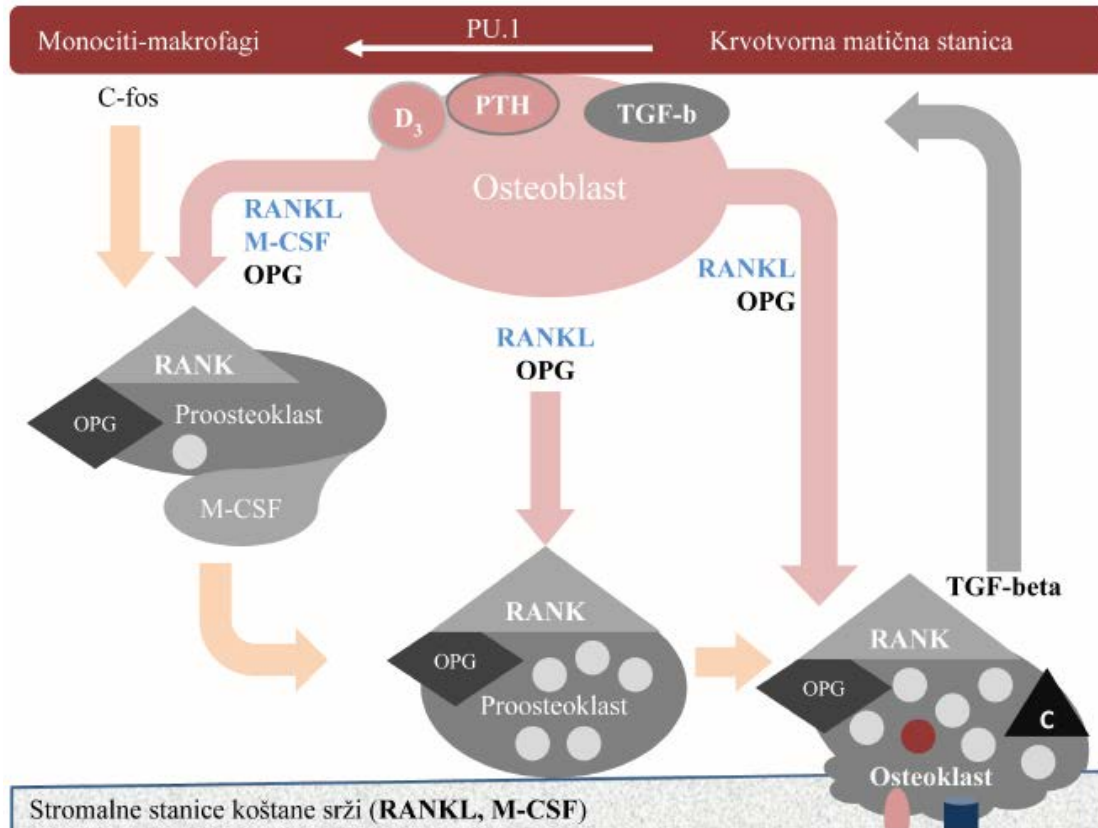 Monociti-makrofagi
PU.1
Krvotvorna matična stanica
C-fos
D3
PTH
TGF-b
Osteoblast
RANKL
M-CSF
OPG
RANKL
OPG
RANKL
OPG
RANK
OPG
Proosteoklast
M-CSF
RANK
OPG
Proosteoklast
TGF-beta
RANK
OPG
C
Osteoklast
Stromalne stanice koštane srži (RANKL, M-CSF)